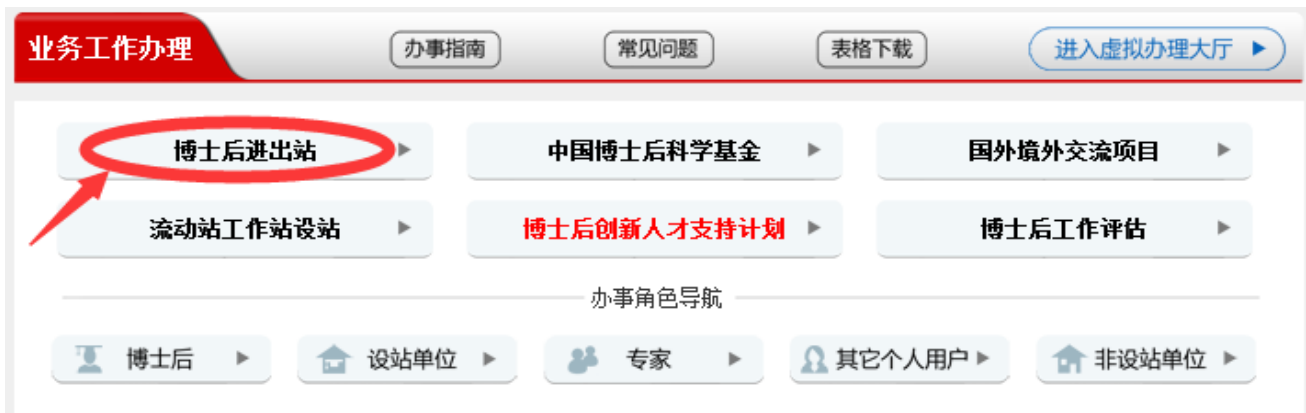 业务工作办理 办事指南 常见问题 表格下载 进入虚拟办理大厅
博士后进出站 中国博士后科学基金 国外境外交流项目
流动站工作站设站 博士后创新人才支持计划 博士后工作评估
办事角色导航
博士后 设站单位 专家 其它个人用户 非设站单位